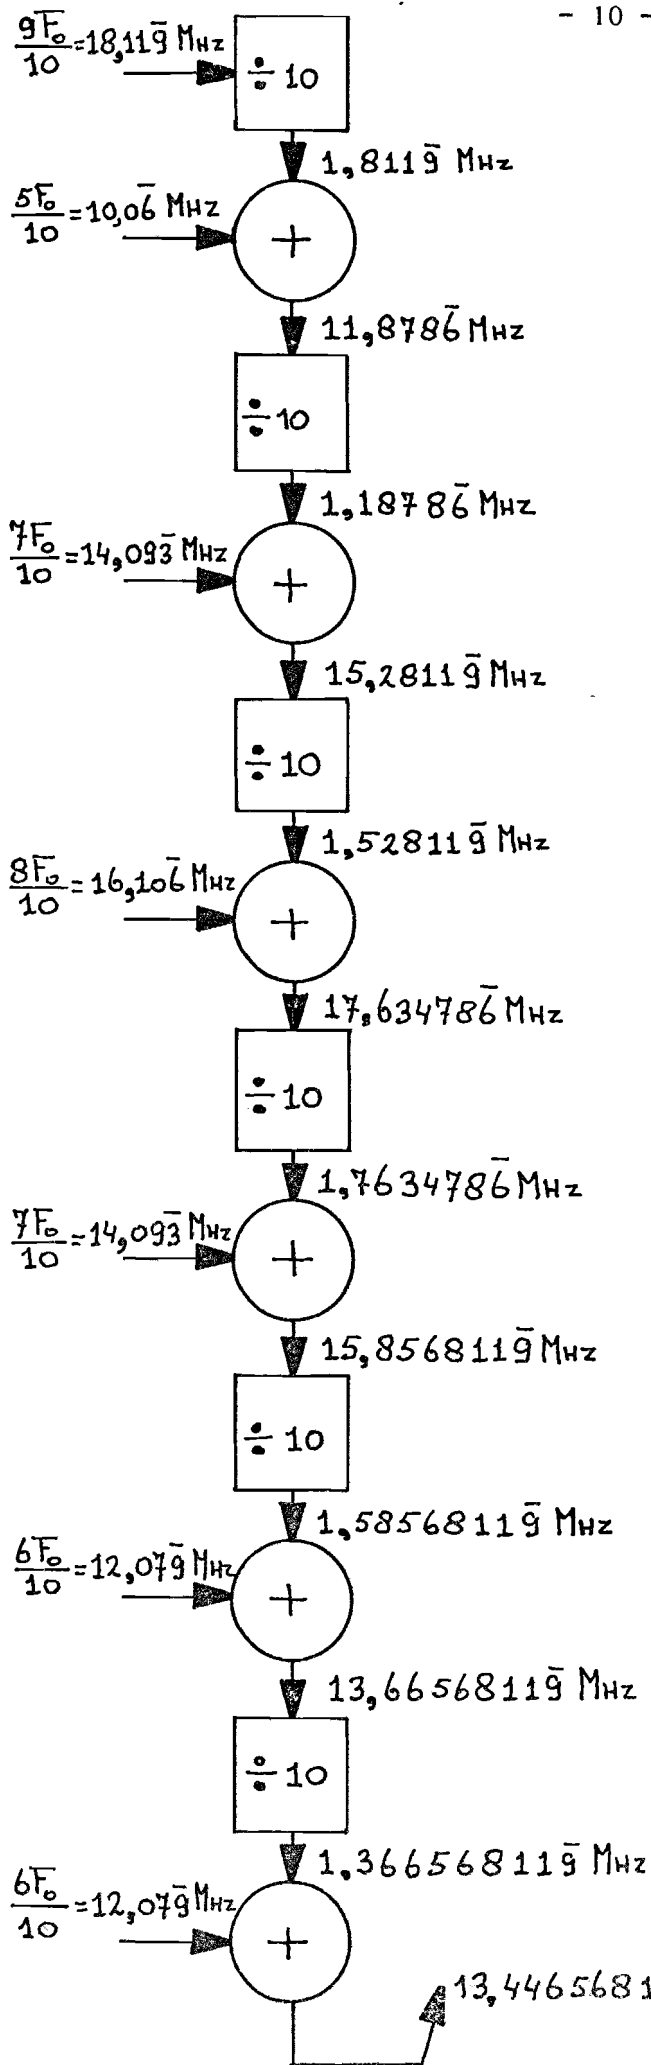 - 10 -
9F₀/10 = 18,119̄ MHz
÷ 10
1,8119̄ MHz
5F₀/10 = 10,06̄ MHz
+
11,8786̄ MHz
÷ 10
1,18786̄ MHz
7F₀/10 = 14,093̄ MHz
+
15,28119̄ MHz
÷ 10
1,528119̄ MHz
8F₀/10 = 16,106̄ MHz
+
17,634786̄ MHz
÷ 10
1,7634786̄ MHz
7F₀/10 = 14,093̄ MHz
+
15,8568119̄ MHz
÷ 10
1,58568119̄ MHz
6F₀/10 = 12,079̄ MHz
+
13,66568119̄ MHz
÷ 10
1,366568119̄ MHz
6F₀/10 = 12,079̄ MHz
+
13,4465681